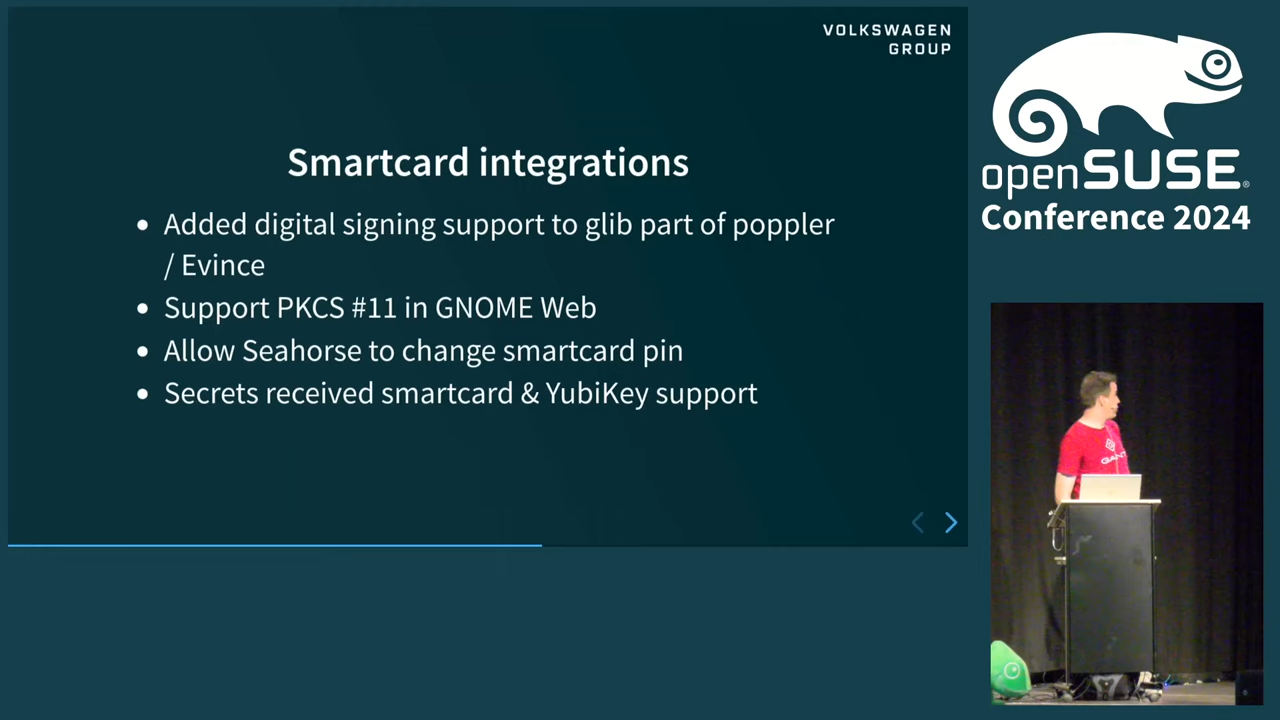 VOLKSWAGEN
GROUP
Smartcard integrations
• Added digital signing support to glib part of poppler
/ Evince
• Support PKCS #11 in GNOME Web
• Allow Seahorse to change smartcard pin
• Secrets received smartcard & YubiKey support
openSUSE®
Conference 2024